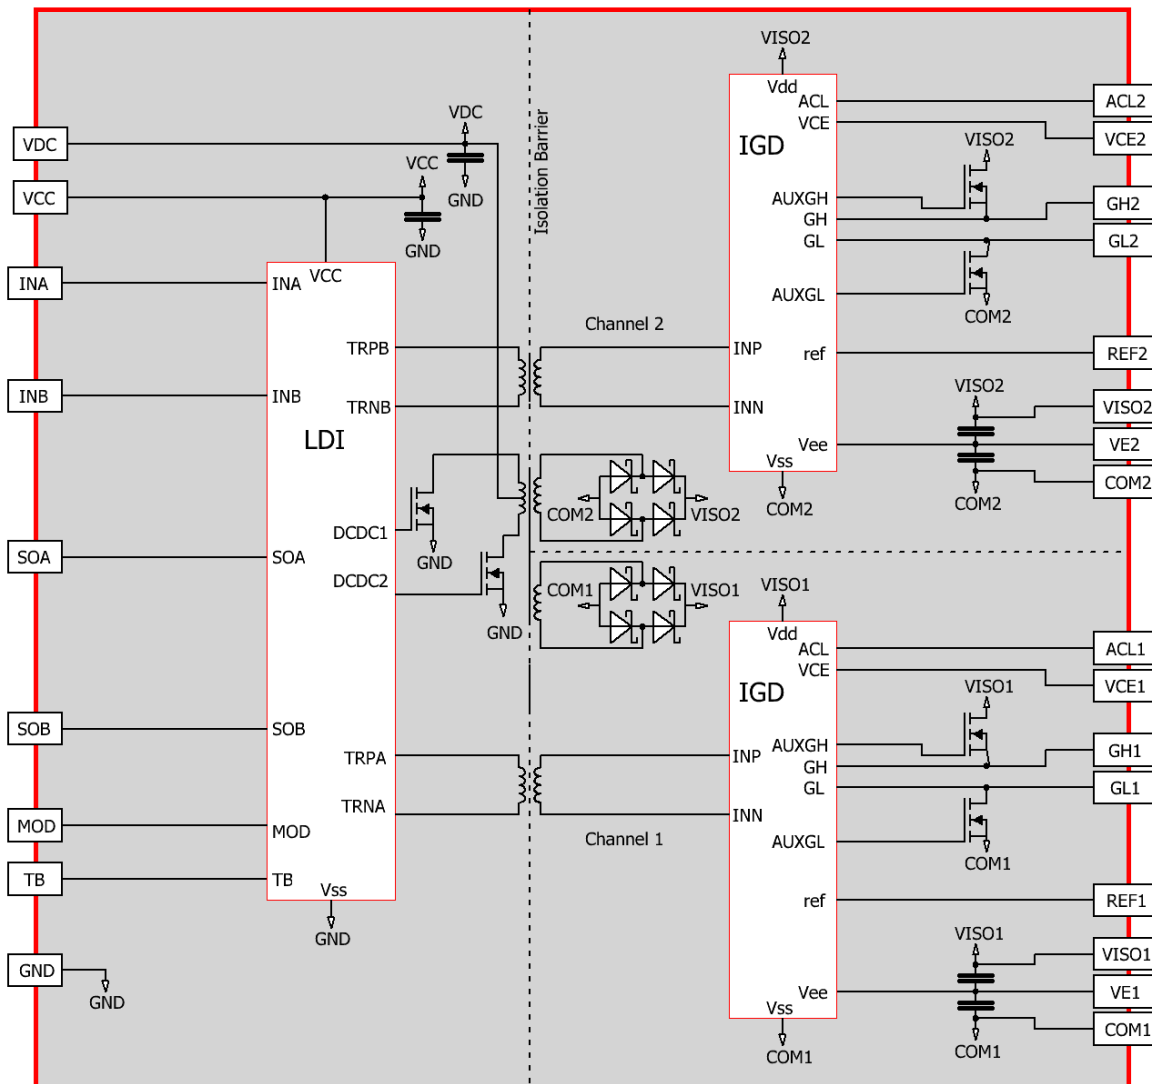 VISO2
Vdd
ACL
ACL2
VDC
VCE
VCE2
VDC
Isolation Barrier
IGD
VISO2
VCC
VCC
GND
AUXGH
GH
GH2
GND
GL
GL2
INA
INA
VCC
AUXGL
COM2
Channel 2
TRPB
INP
ref
REF2
INB
INB
TRNB
INN
VISO2
VISO2
LDI
Vee
VE2
Vss
COM2
COM2
COM2
COM2
VISO2
DCDC1
SOA
SOA
GND
DCDC2
COM1
VISO1
VISO1
GND
Vdd
ACL
ACL1
VCE
VCE1
IGD
VISO1
SOB
SOB
TRPA
INP
AUXGH
GH
GH1
GL
GL1
TRNA
INN
MOD
MOD
Channel 1
AUXGL
COM1
TB
TB
Vss
ref
REF1
GND
VISO1
VISO1
GND
GND
Vee
VE1
Vss
COM1
COM1
COM1